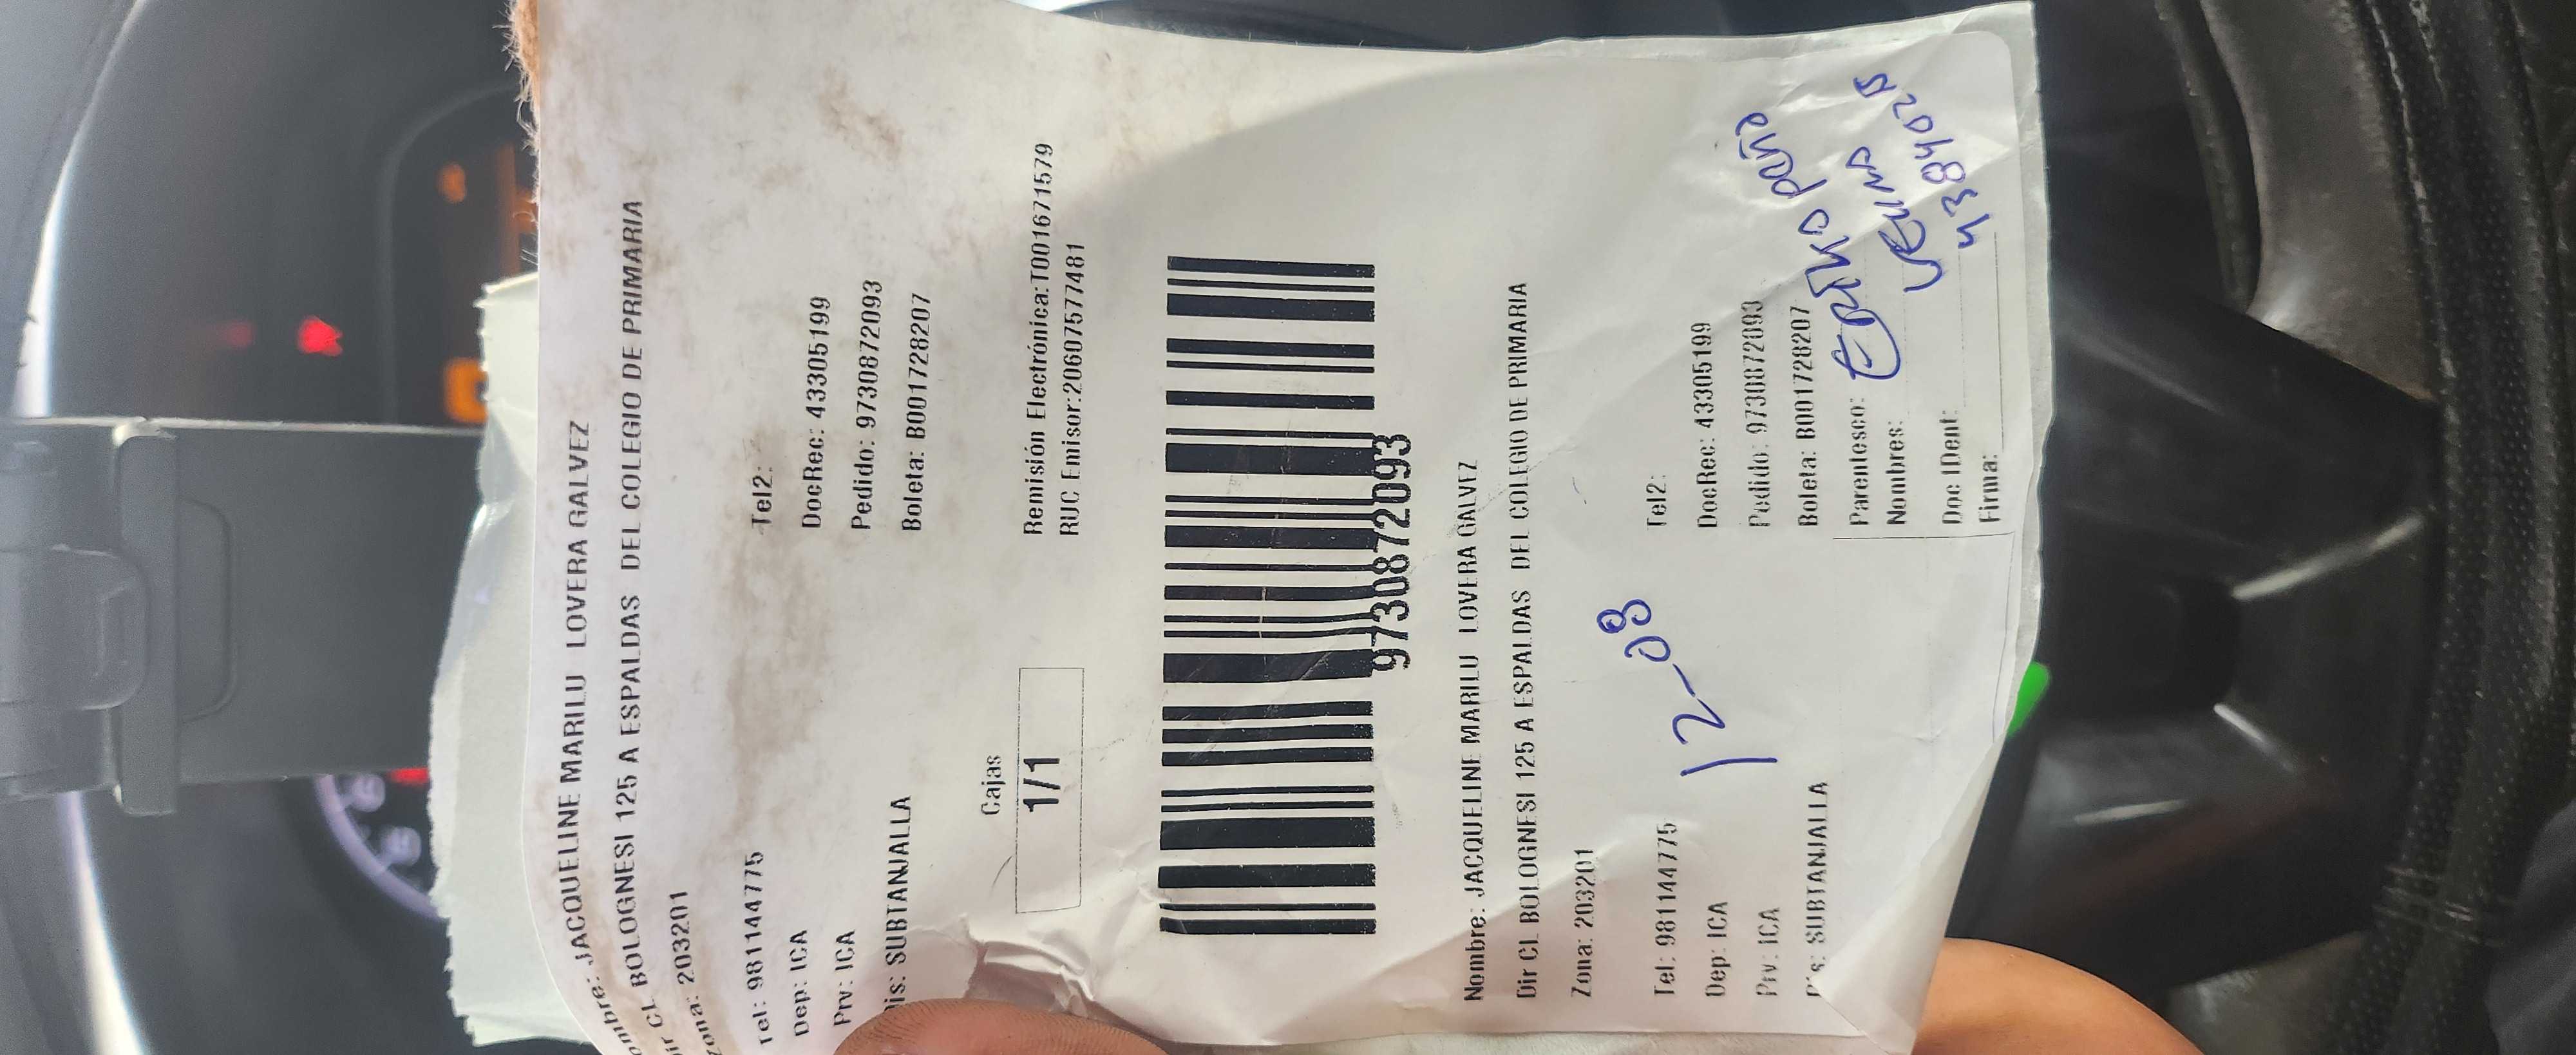 ombre: JACQUELINE MARILU LOVERA GALVEZ
ir CL BOLOGNESI 125 A ESPALDAS DEL COLEGIO DE PRIMARIA
zona: 203201
Tel: 981144775 Tel2:
Dep: ICA DocRec: 43305199
Prv: ICA Pedido: 9730872093
Dis: SUBTANJALLA Boleta: B001728207
Cajas
1/1
Remisión Electrónica:T001671579
RUC Emisor:20607577481
9730872093
Nombre: JACQUELINE MARILU LOVERA GALVEZ
Dir CL BOLOGNESI 125 A ESPALDAS DEL COLEGIO DE PRIMARIA
Zona: 203201
12-08
Tel: 981144775 Tel2:
Dep: ICA DocRec: 43305199
Prv: ICA Pedido: 9730872093
D's: SUBTANJALLA Boleta: B001728207
Parentesco:
Nombres:
Doc IDent:
Firma:
peña